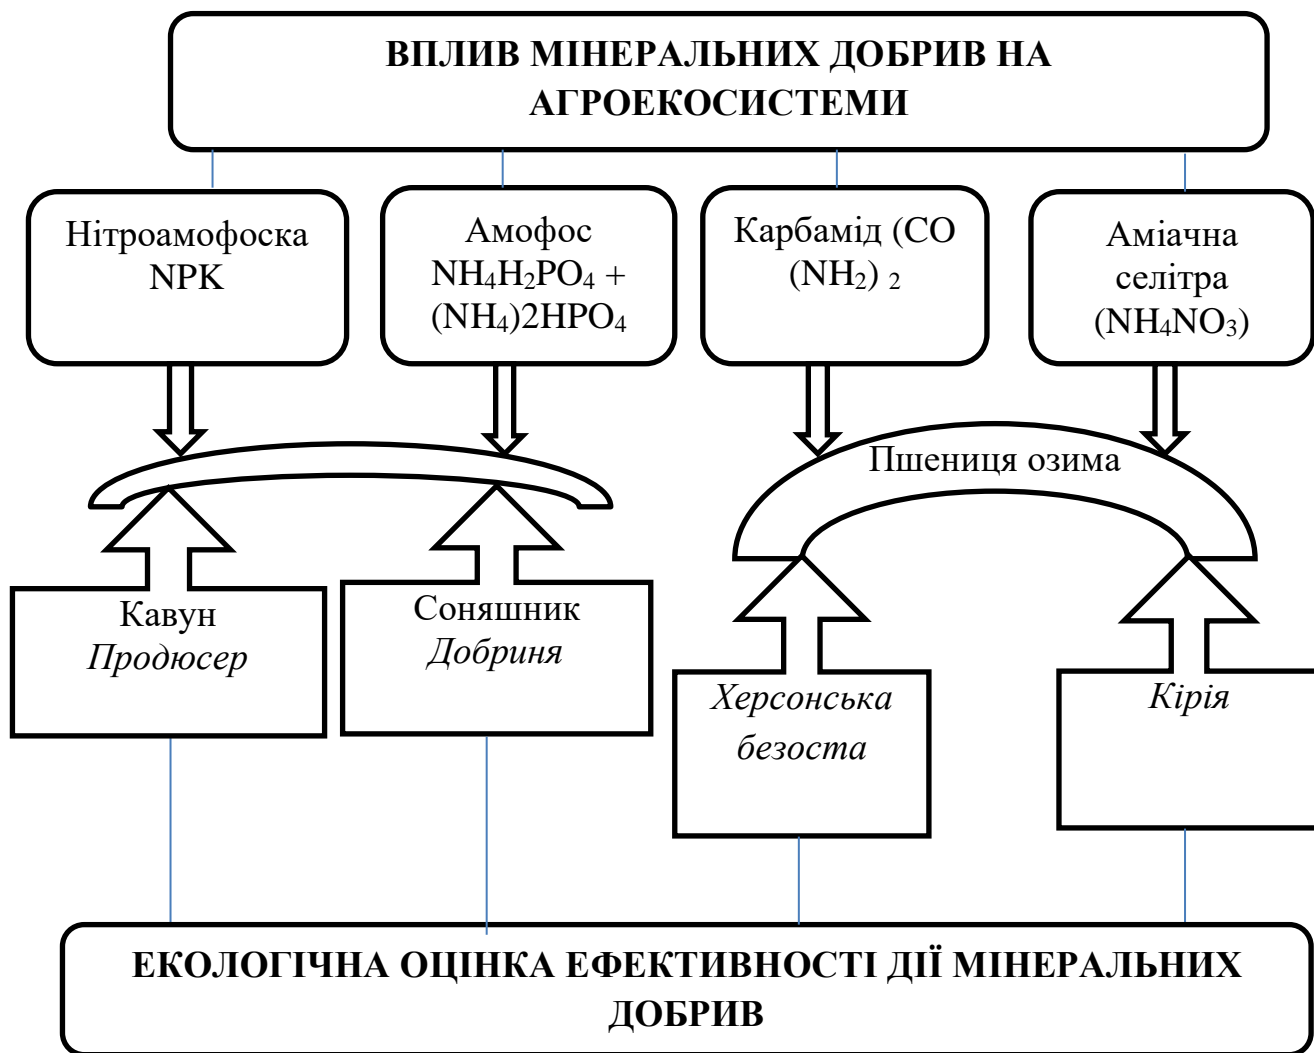 ВПЛИВ МІНЕРАЛЬНИХ ДОБРИВ НА
АГРОЕКОСИСТЕМИ
Нітроамофоска
NPK
Амофос
NH₄H₂PO₄ +
(NH₄)2HPO₄
Карбамід (CO
(NH₂) ₂
Аміачна
селітра
(NH₄NO₃)
Пшениця озима
Кавун
Продюсер
Соняшник
Добриня
Херсонська
безоста
Кірія
ЕКОЛОГІЧНА ОЦІНКА ЕФЕКТИВНОСТІ ДІЇ МІНЕРАЛЬНИХ
ДОБРИВ